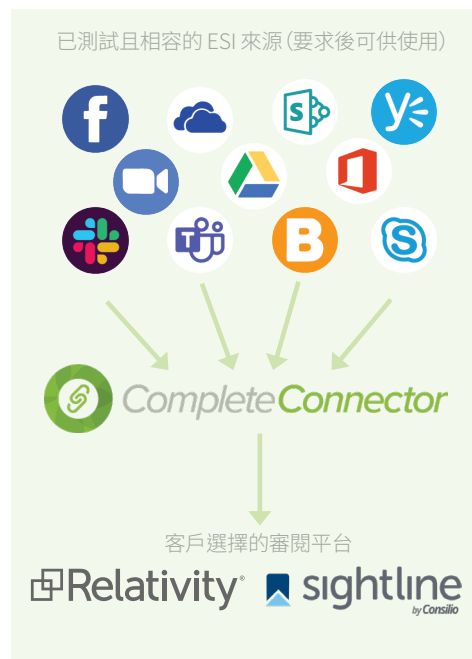 已測試且相容的 ESI 來源（要求後可供使用）
CompleteConnector
客戶選擇的審閱平台
Relativity® sightline
by Consilio